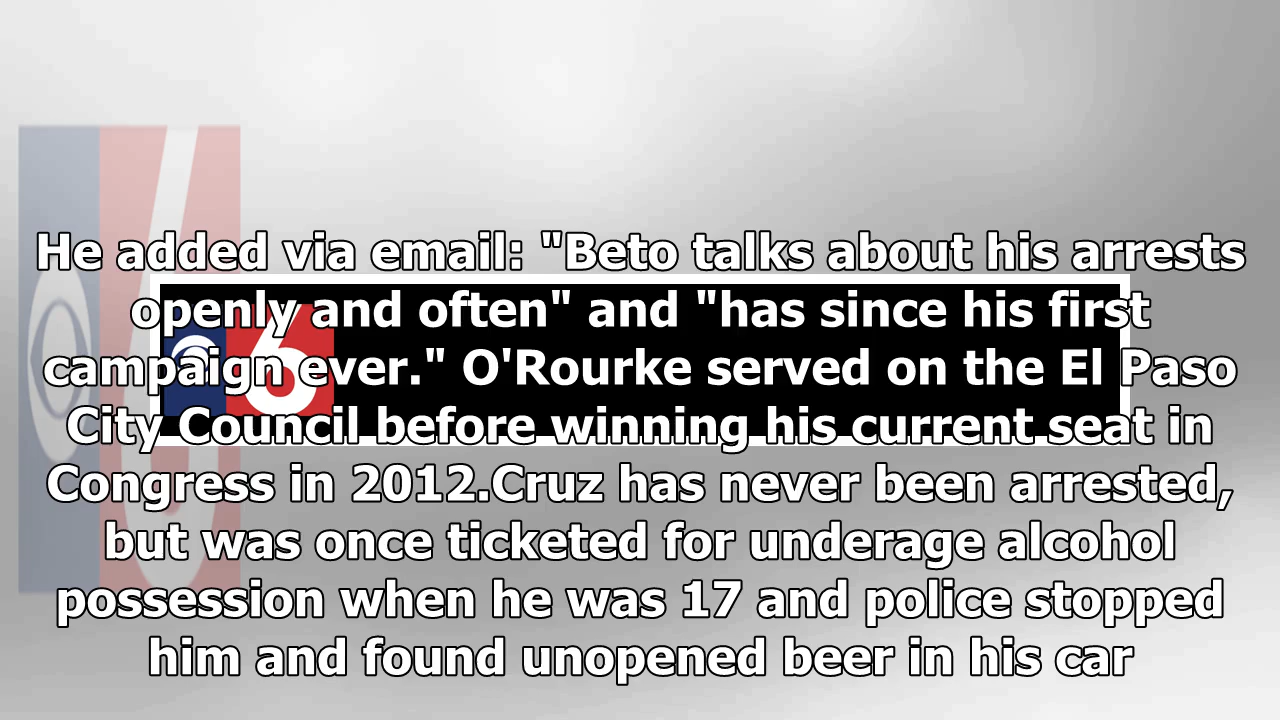 He added via email: "Beto talks about his arrests
openly and often" and "has since his first
campaign ever." O'Rourke served on the El Paso
City Council before winning his current seat in
Congress in 2012.Cruz has never been arrested,
but was once ticketed for underage alcohol
possession when he was 17 and police stopped
him and found unopened beer in his car
6
6